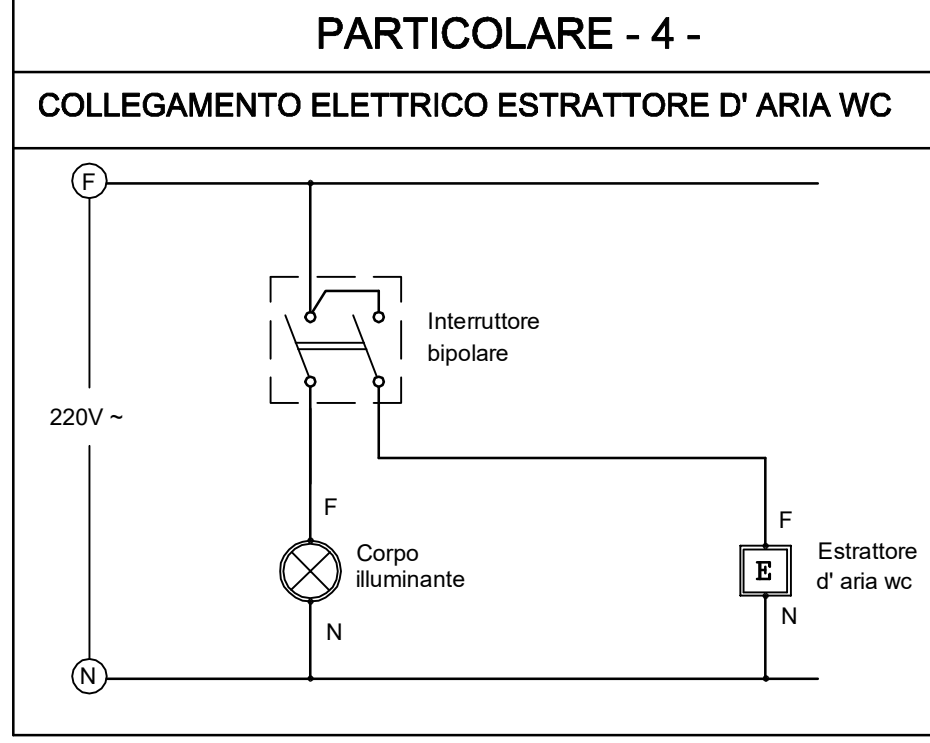 PARTICOLARE - 4 -
COLLEGAMENTO ELETTRICO ESTRATTORE D' ARIA WC
F
Interruttore
bipolare
220V ~
F
Corpo
illuminante
N
F
Estrattore
d' aria wc
E
N
N